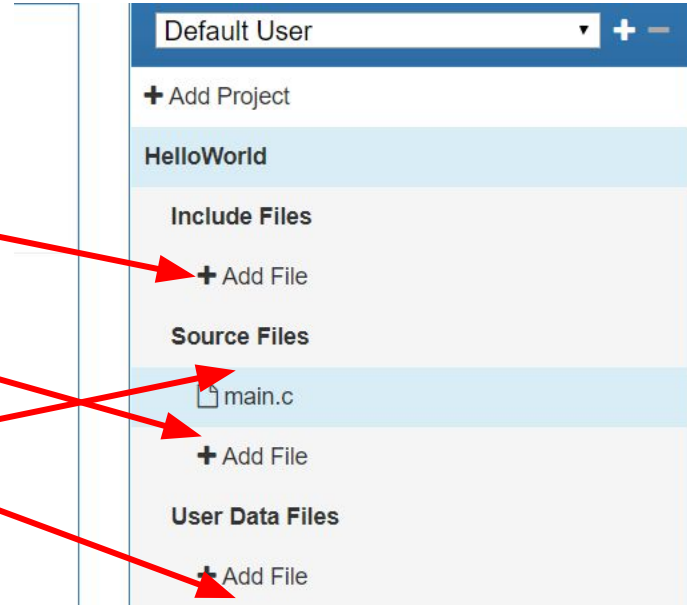 Default User
+ Add Project
HelloWorld
Include Files
+ Add File
Source Files
main.c
+ Add File
User Data Files
+ Add File